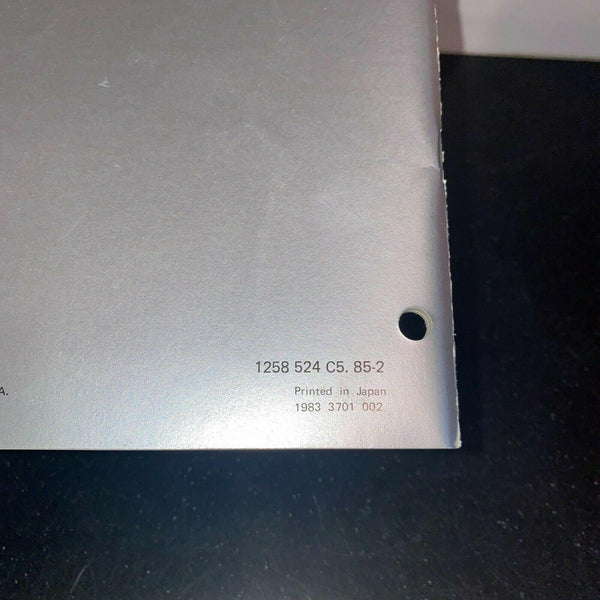 1258 524 C5. 85-2
A.
Printed in Japan
1983 3701 002